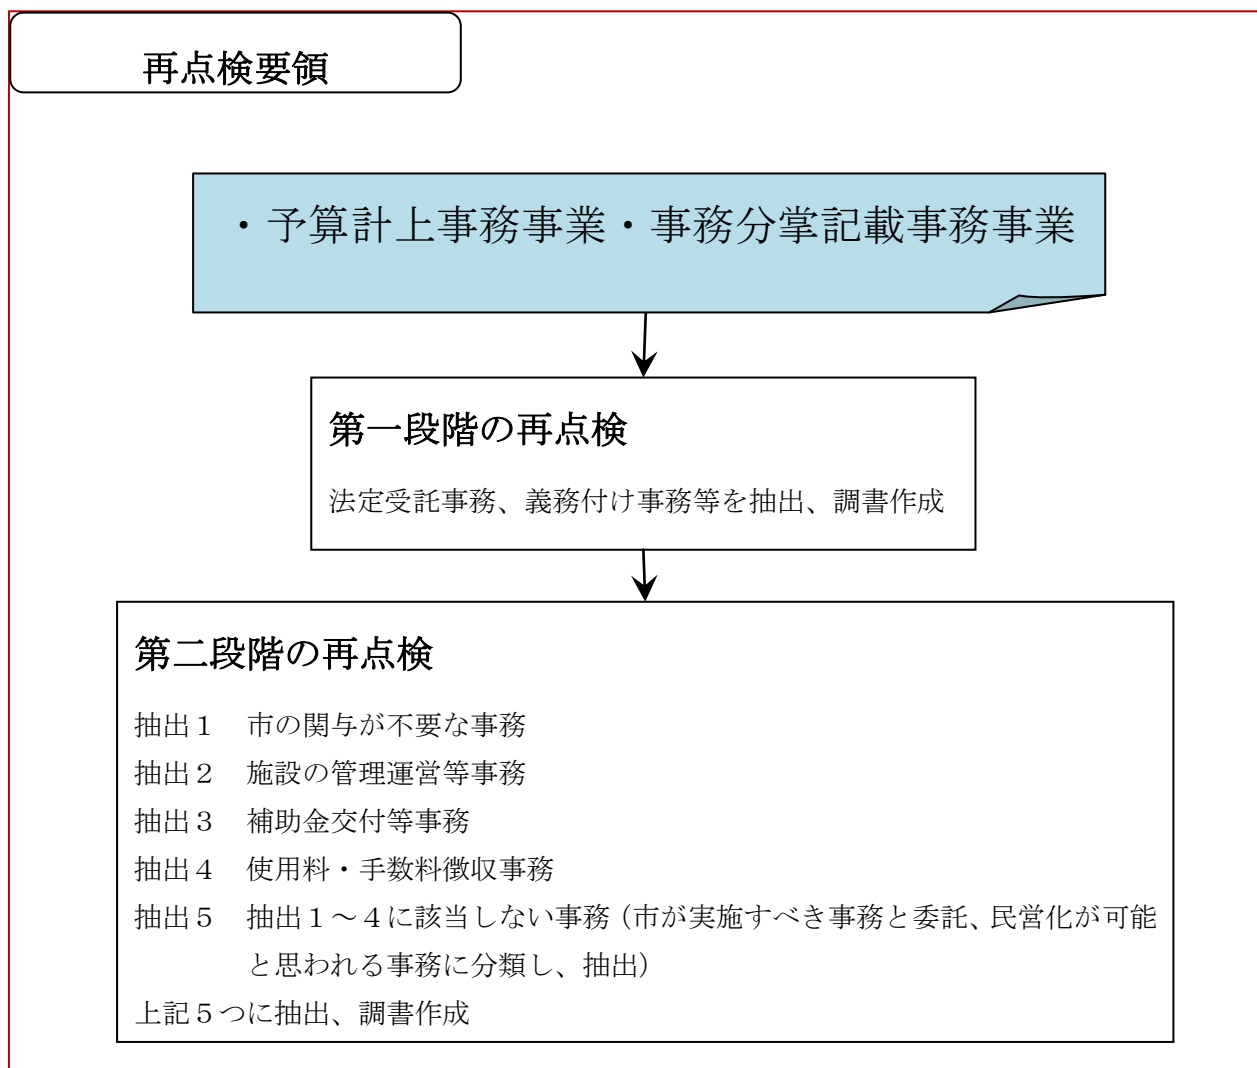 再点検要領
・予算計上事務事業・事務分掌記載事務事業
第一段階の再点検
法定受託事務、義務付け事務等を抽出、調書作成
第二段階の再点検
抽出１　市の関与が不要な事務
抽出２　施設の管理運営等事務
抽出３　補助金交付等事務
抽出４　使用料・手数料徴収事務
抽出５　抽出１～４に該当しない事務（市が実施すべき事務と委託、民営化が可能
と思われる事務に分類し、抽出）
上記５つに抽出、調書作成